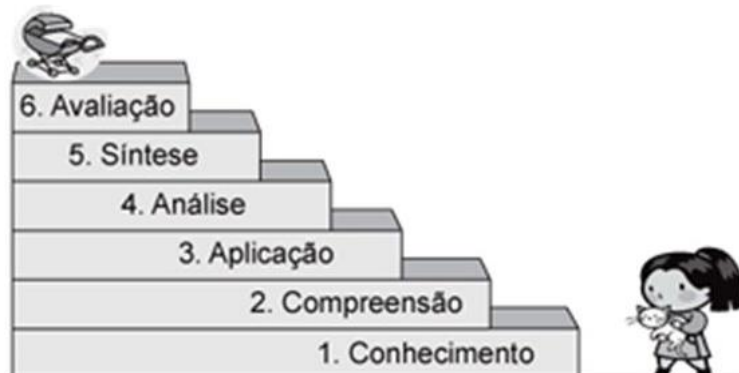 6. Avaliação
5. Síntese
4. Análise
3. Aplicação
2. Compreensão
1. Conhecimento